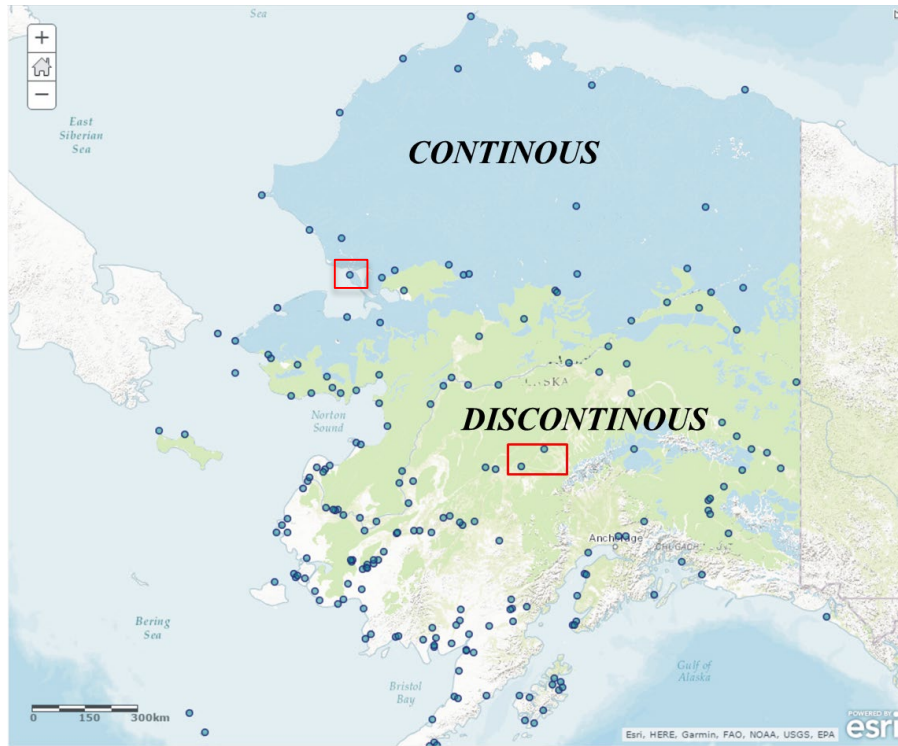 Sea
+
−
East
Siberian
Sea
CONTINOUS
ASKA
Norton
Sound
DISCONTINOUS
Anchorage
CHUGACH
Bering
Sea
Bristol
Bay
Gulf of
Alaska
0 150 300km
POWERED BY
esri
Esri, HERE, Garmin, FAO, NOAA, USGS, EPA